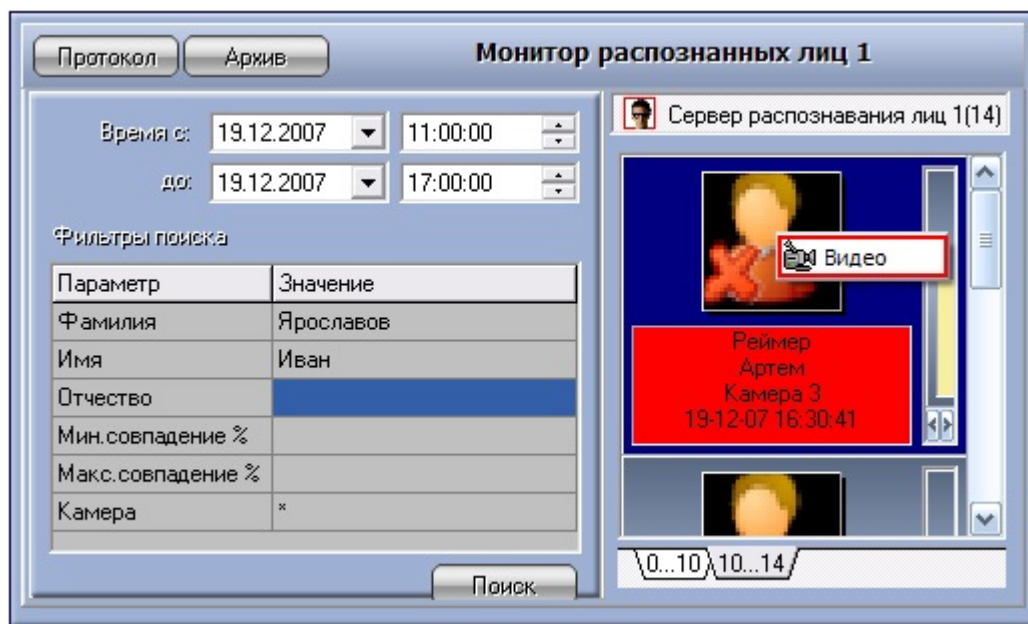 Протокол Архив Монитор распознанных лиц 1
Время с: 19.12.2007 11:00:00
до: 19.12.2007 17:00:00
Фильтры поиска
Параметр Значение
Фамилия Ярославов
Имя Иван
Отчество
Мин.совпадение %
Макс.совпадение %
Камера *
Поиск
Сервер распознавания лиц 1(14)
Видео
Реймер
Артем
Камера 3
19-12-07 16:30:41
0...10 10...14